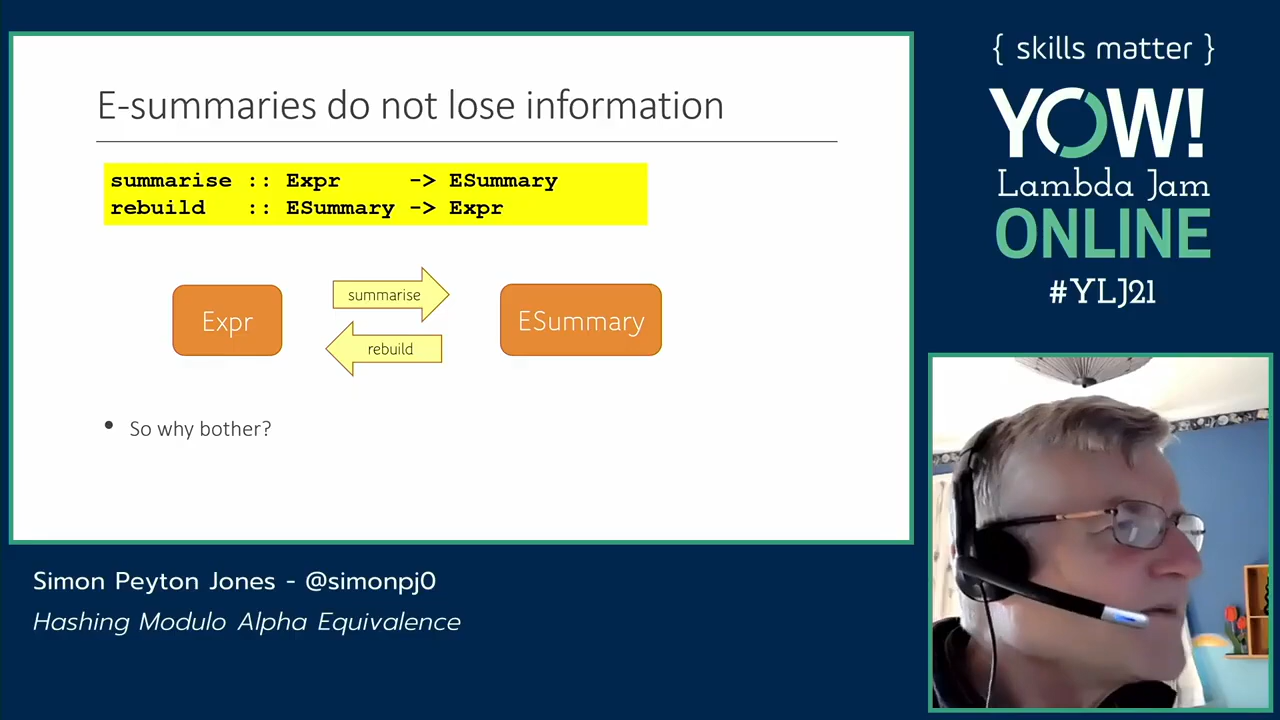 E-summaries do not lose information
summarise :: Expr -> ESummary
rebuild :: ESummary -> Expr
Expr
summarise
rebuild
ESummary
• So why bother?
{ skills matter }
YOW!
Lambda Jam
ONLINE
#YLJ21
Simon Peyton Jones - @simonpj0
Hashing Modulo Alpha Equivalence